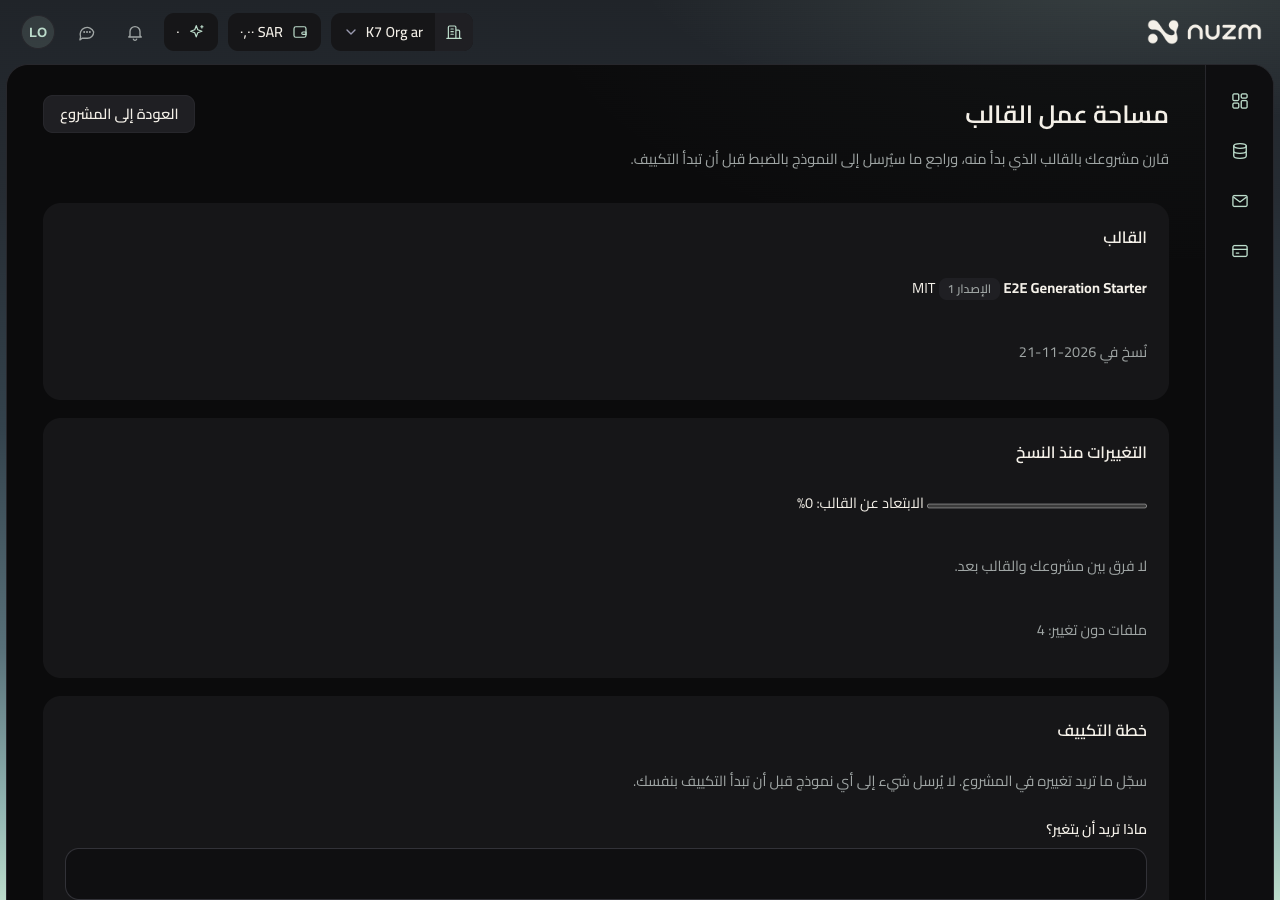 nuzm
K7 Org ar
٠,٠٠ SAR
٠
LO
مساحة عمل القالب
العودة إلى المشروع
قارن مشروعك بالقالب الذي بدأ منه، وراجع ما سيُرسل إلى النموذج بالضبط قبل أن تبدأ التكييف.
القالب
E2E Generation Starter الإصدار 1 MIT
نُسخ في 2026-11-21
التغييرات منذ النسخ
الابتعاد عن القالب: 0%
لا فرق بين مشروعك والقالب بعد.
ملفات دون تغيير: 4
خطة التكييف
سجّل ما تريد تغييره في المشروع. لا يُرسل شيء إلى أي نموذج قبل أن تبدأ التكييف بنفسك.
ماذا تريد أن يتغير؟